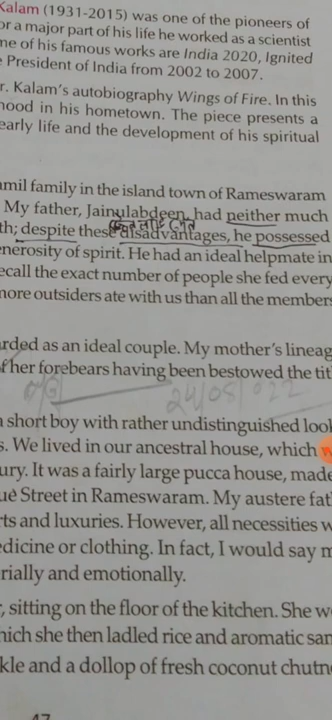 Kalam (1931-2015) was one of the pioneers of
or a major part of his life he worked as a scientist
me of his famous works are India 2020, Ignited
President of India from 2002 to 2007.
r. Kalam's autobiography Wings of Fire. In this
hood in his hometown. The piece presents a
early life and the development of his spiritual
amil family in the island town of Rameswaram
My father, Jainulabdeen, had neither much
th; despite these disadvantages, he possessed
enerosity of spirit. He had an ideal helpmate in
ecall the exact number of people she fed every
more outsiders ate with us than all the member
arded as an ideal couple. My mother's lineag
f her forebears having been bestowed the tit
24/05/022
a short boy with rather undistinguished look
s. We lived in our ancestral house, which w
ury. It was a fairly large pucca house, made
ue Street in Rameswaram. My austere fat
rts and luxuries. However, all necessities w
edicine or clothing. In fact, I would say m
rially and emotionally.
, sitting on the floor of the kitchen. She w
hich she then ladled rice and aromatic sam
kle and a dollop of fresh coconut chutn
47